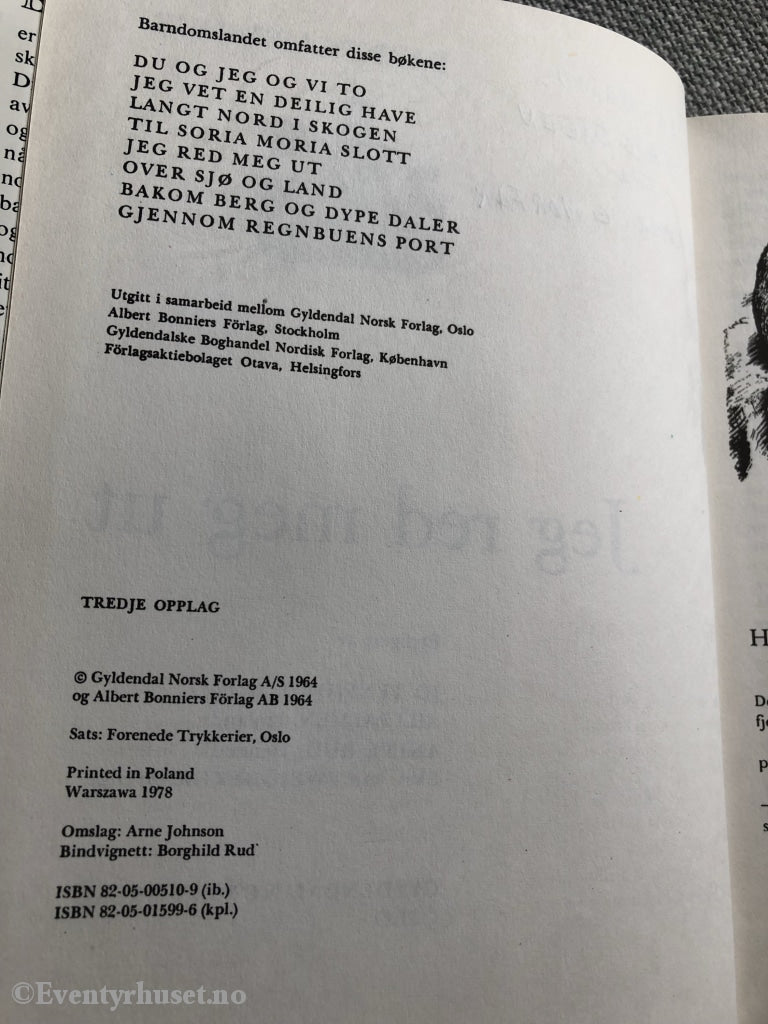 Barndomslandet omfatter disse bøkene:
DU OG JEG OG VI TO
JEG VET EN DEILIG HAVE
LANGT NORD I SKOGEN
TIL SORIA MORIA SLOTT
JEG RED MEG UT
OVER SJØ OG LAND
BAKOM BERG OG DYPE DALER
GJENNOM REGNBUENS PORT
Utgitt i samarbeid mellom Gyldendal Norsk Forlag, Oslo
Albert Bonniers Förlag, Stockholm
Gyldendalske Boghandel Nordisk Forlag, København
Förlagsaktiebolaget Otava, Helsingfors
Jeg red meg ut
TREDJE OPPLAG
© Gyldendal Norsk Forlag A/S 1964
og Albert Bonniers Förlag AB 1964
Sats: Forenede Trykkerier, Oslo
Printed in Poland
Warszawa 1978
Omslag: Arne Johnson
Bindvignett: Borghild Rud
ISBN 82-05-00510-9 (ib.)
ISBN 82-05-01599-6 (kpl.)
©Eventyrhuset.no